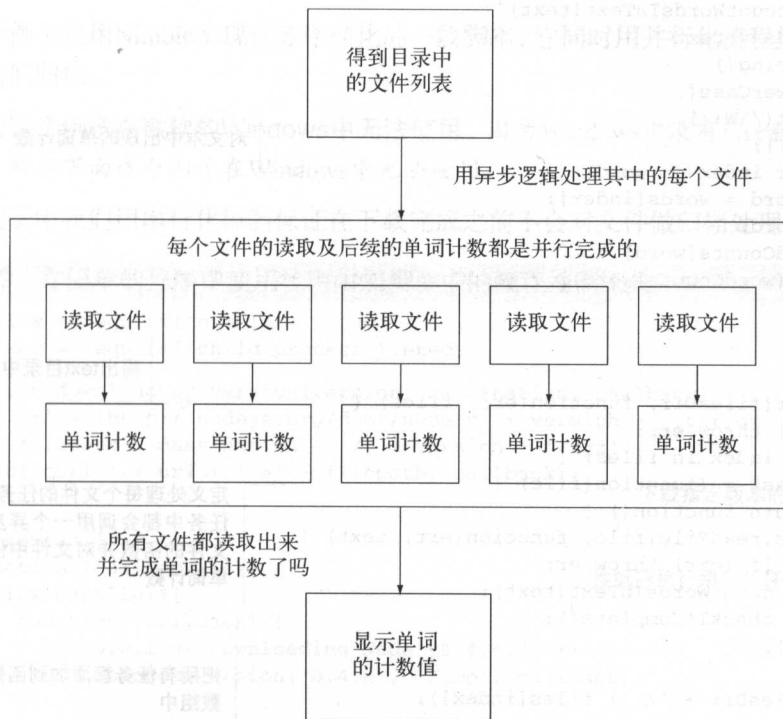 得到目录中
的文件列表
用异步逻辑处理其中的每个文件
每个文件的读取及后续的单词计数都是并行完成的
读取文件 读取文件 读取文件 读取文件 读取文件
单词计数 单词计数 单词计数 单词计数 单词计数
所有文件都读取出来
并完成单词的计数了吗
显示单词
的计数值